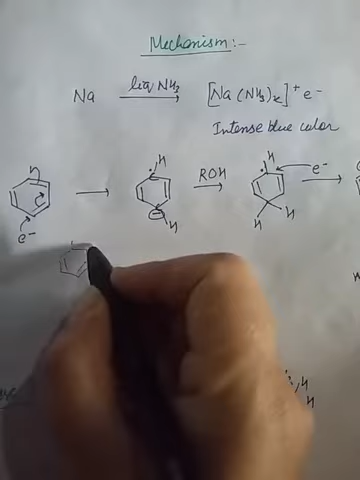 Mechanism:-
Na liq NH3 [Na(NH3)x]+ e-
Intense blue color
H H ROH H e-
e- H H H
H
H